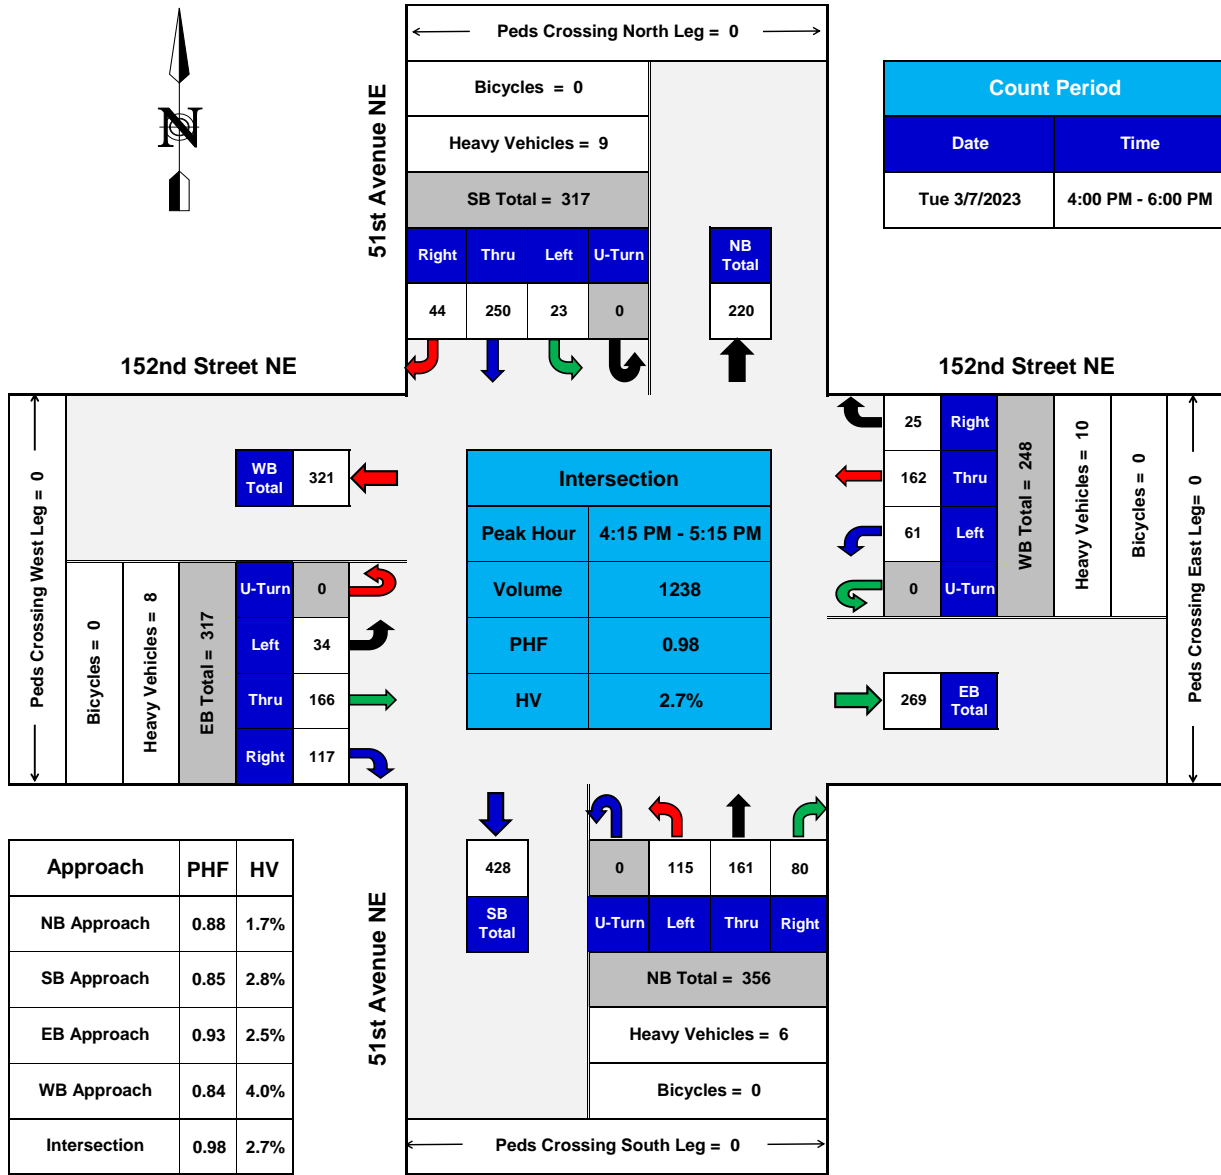 Peds Crossing North Leg = 0
N
51st Avenue NE
Bicycles = 0
Heavy Vehicles = 9
SB Total = 317
Right Thru Left U-Turn
44 250 23 0
NB Total
220
Count Period
Date Time
Tue 3/7/2023 4:00 PM - 6:00 PM
152nd Street NE
152nd Street NE
Peds Crossing West Leg = 0
WB Total 321
Bicycles = 0
Heavy Vehicles = 8
EB Total = 317
U-Turn 0
Left 34
Thru 166
Right 117
Intersection
Peak Hour 4:15 PM - 5:15 PM
Volume 1238
PHF 0.98
HV 2.7%
25 Right
162 Thru
61 Left
0 U-Turn
WB Total = 248
Heavy Vehicles = 10
Bicycles = 0
Peds Crossing East Leg= 0
269 EB Total
Approach PHF HV
NB Approach 0.88 1.7%
SB Approach 0.85 2.8%
EB Approach 0.93 2.5%
WB Approach 0.84 4.0%
Intersection 0.98 2.7%
51st Avenue NE
428
SB Total
0 115 161 80
U-Turn Left Thru Right
NB Total = 356
Heavy Vehicles = 6
Bicycles = 0
Peds Crossing South Leg = 0